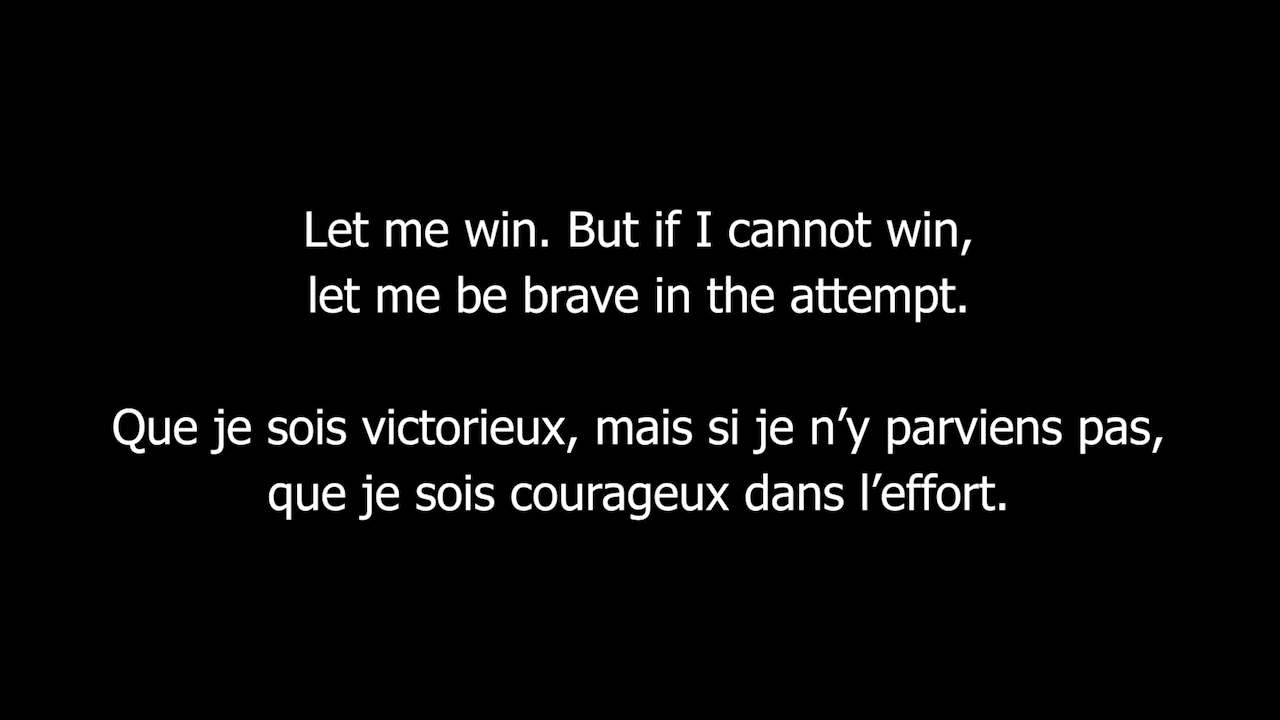 Let me win. But if I cannot win,
let me be brave in the attempt.
Que je sois victorieux, mais si je n’y parviens pas,
que je sois courageux dans l’effort.